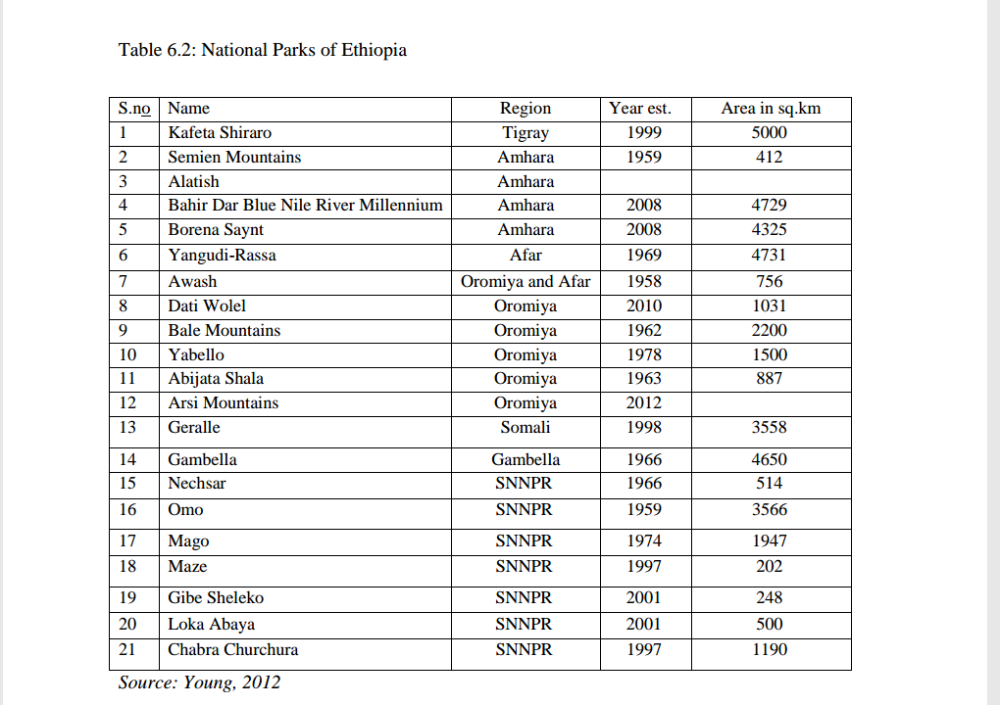 Table 6.2: National Parks of Ethiopia
S.no Name Region Year est. Area in sq.km
1 Kafeta Shiraro Tigray 1999 5000
2 Semien Mountains Amhara 1959 412
3 Alatish Amhara
4 Bahir Dar Blue Nile River Millennium Amhara 2008 4729
5 Borena Saynt Amhara 2008 4325
6 Yangudi-Rassa Afar 1969 4731
7 Awash Oromiya and Afar 1958 756
8 Dati Wolel Oromiya 2010 1031
9 Bale Mountains Oromiya 1962 2200
10 Yabello Oromiya 1978 1500
11 Abijata Shala Oromiya 1963 887
12 Arsi Mountains Oromiya 2012
13 Geralle Somali 1998 3558
14 Gambella Gambella 1966 4650
15 Nechsar SNNPR 1966 514
16 Omo SNNPR 1959 3566
17 Mago SNNPR 1974 1947
18 Maze SNNPR 1997 202
19 Gibe Sheleko SNNPR 2001 248
20 Loka Abaya SNNPR 2001 500
21 Chabra Churchura SNNPR 1997 1190
Source: Young, 2012